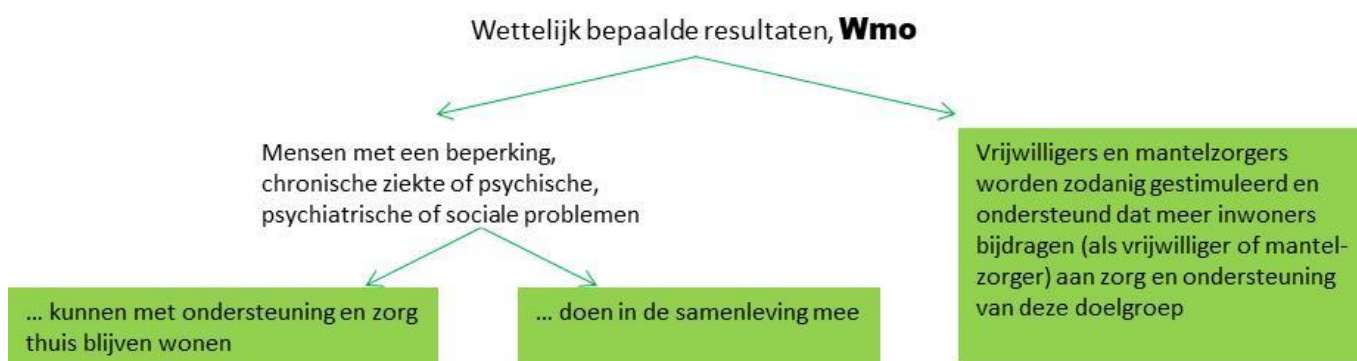 Wettelijk bepaalde resultaten, Wmo
Mensen met een beperking,
chronische ziekte of psychische,
psychiatrische of sociale problemen
Vrijwilligers en mantelzorgers
worden zodanig gestimuleerd en
ondersteund dat meer inwoners
bijdragen (als vrijwilliger of mantel-
zorger) aan zorg en ondersteuning
van deze doelgroep
... kunnen met ondersteuning en zorg
thuis blijven wonen
... doen in de samenleving mee